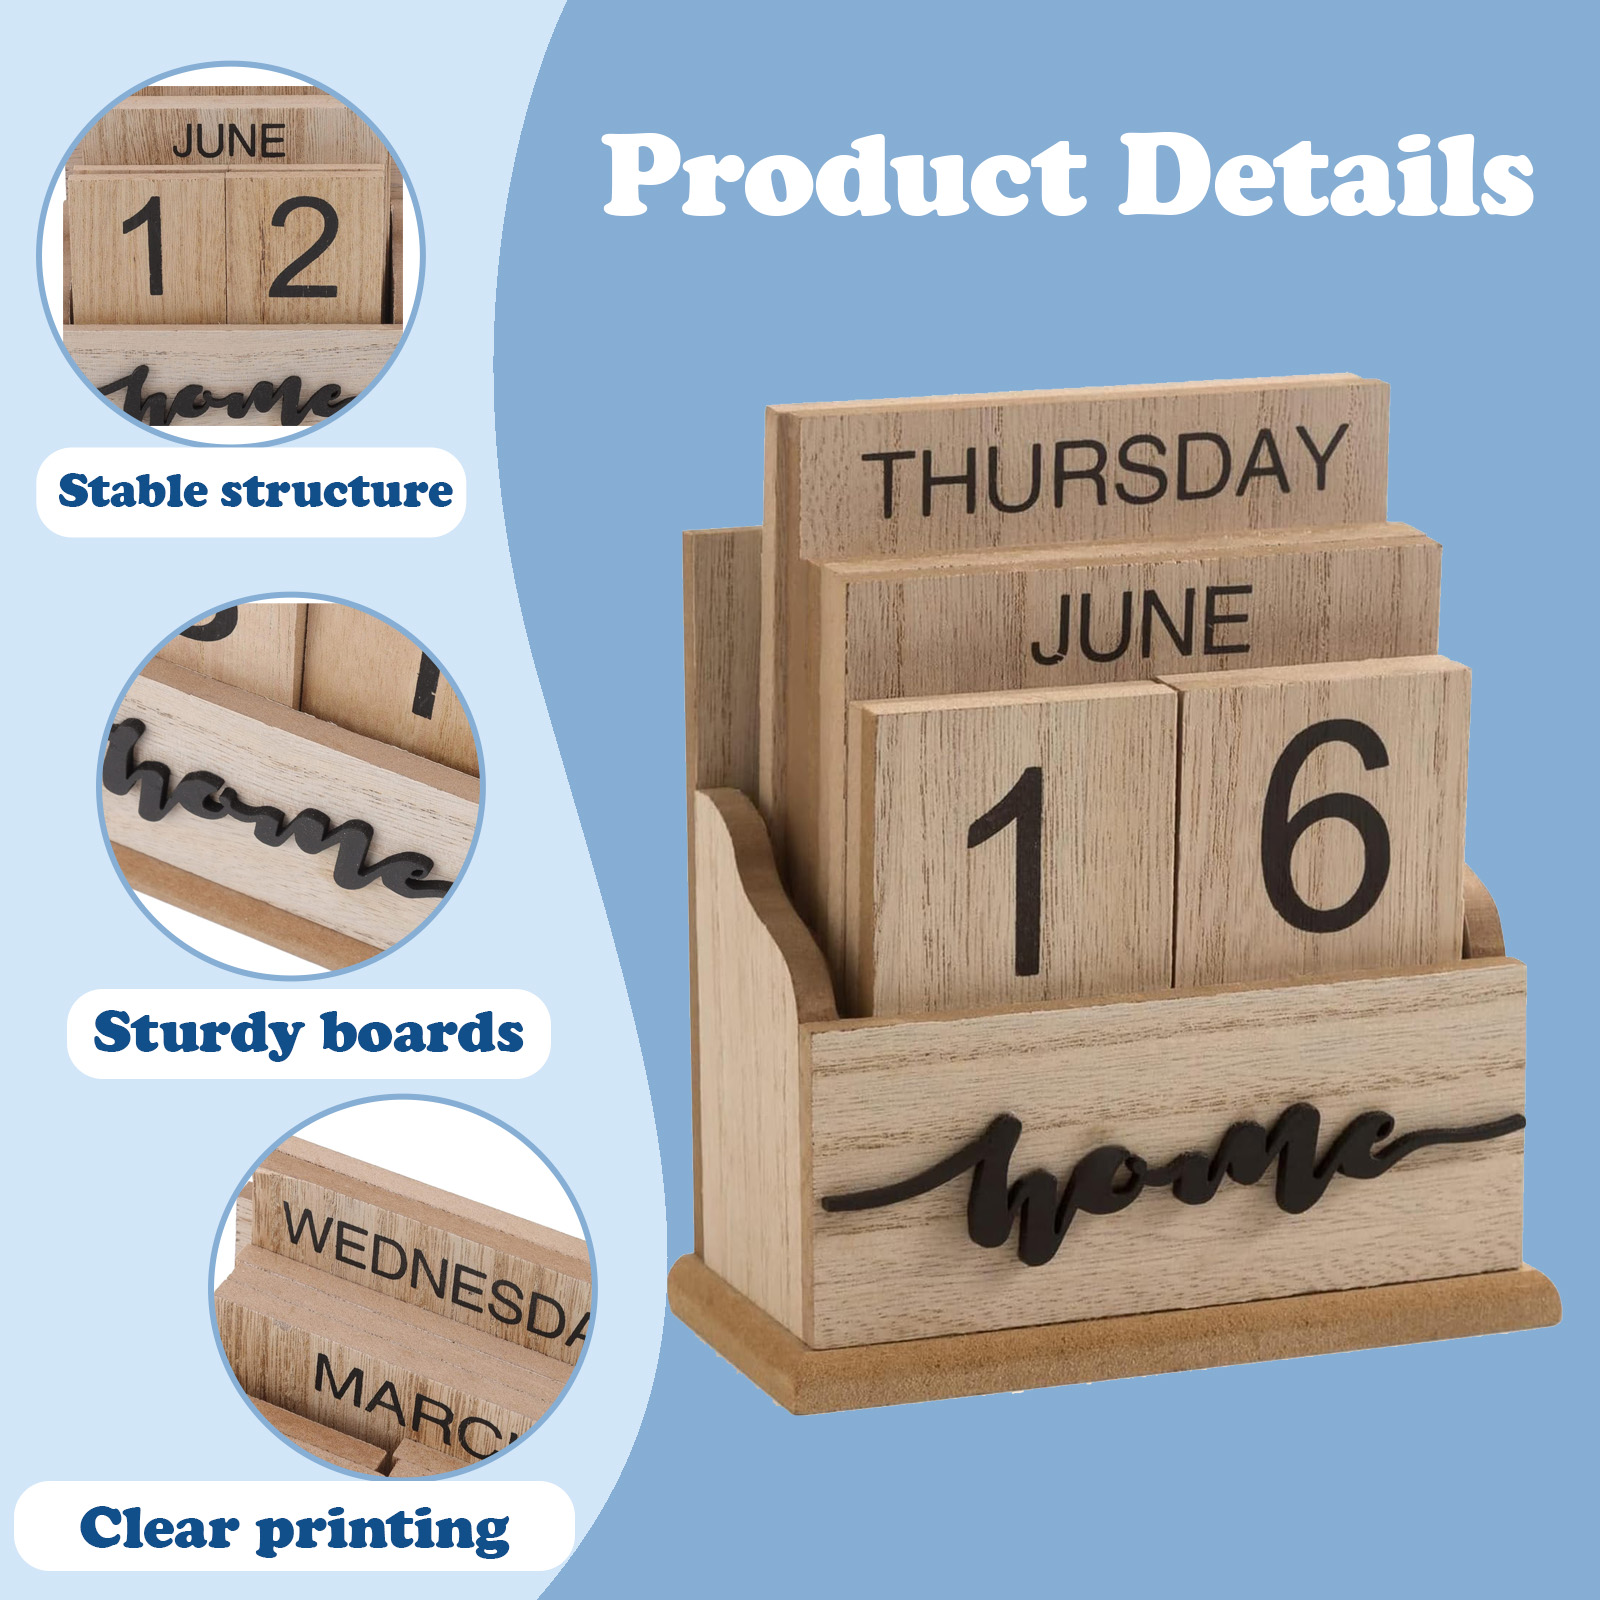 Product Details
JUNE
1 2
home
Stable structure
home
Sturdy boards
WEDNESDA
MARC
Clear printing
THURSDAY
JUNE
1 6
home